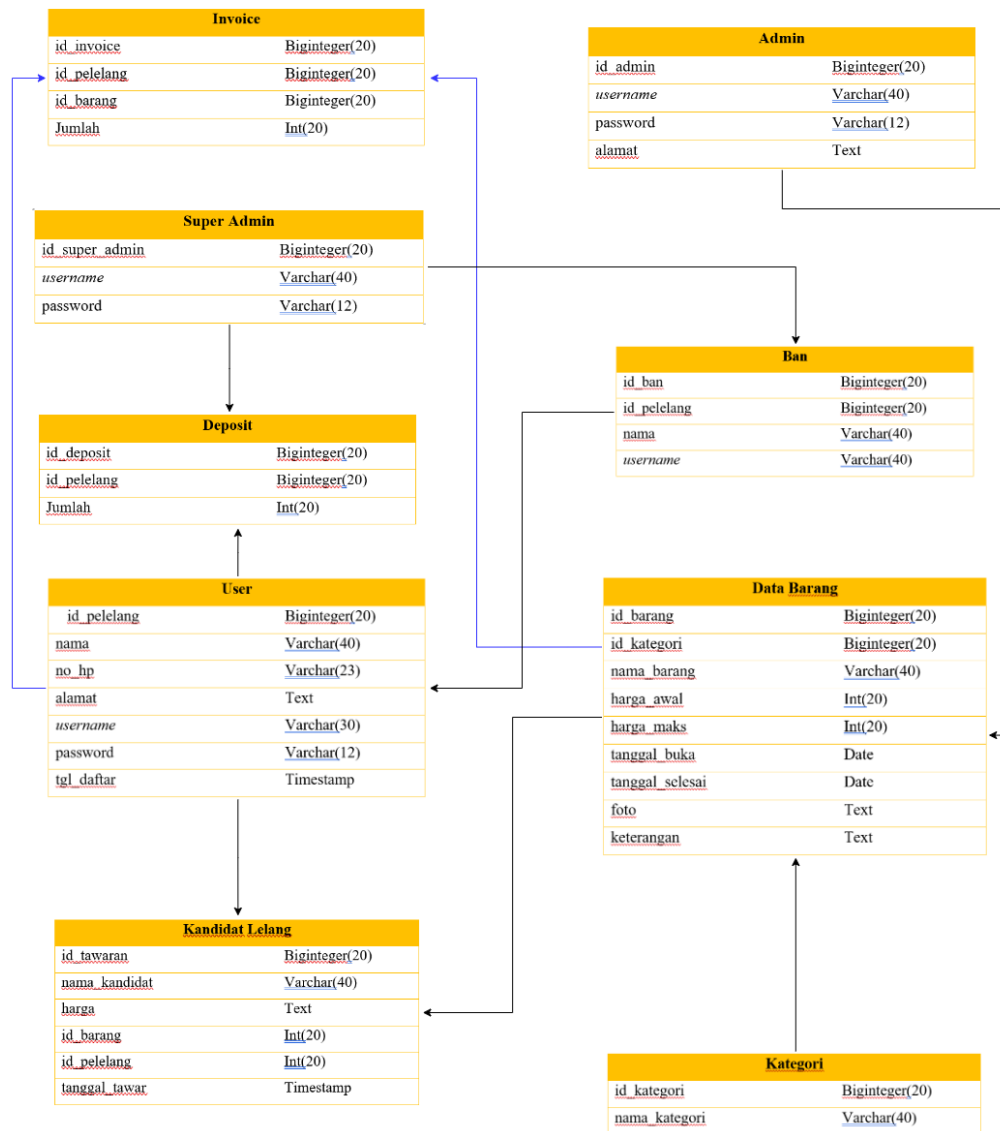 Invoice
id_invoice Biginteger(20)
id_pelelang Biginteger(20)
id_barang Biginteger(20)
Jumlah Int(20)
Admin
id_admin Biginteger(20)
username Varchar(40)
password Varchar(12)
alamat Text
Super Admin
id_super_admin Biginteger(20)
username Varchar(40)
password Varchar(12)
Ban
id_ban Biginteger(20)
id_pelelang Biginteger(20)
nama Varchar(40)
username Varchar(40)
Deposit
id_deposit Biginteger(20)
id_pelelang Biginteger(20)
Jumlah Int(20)
User
id_pelelang Biginteger(20)
nama Varchar(40)
no_hp Varchar(23)
alamat Text
username Varchar(30)
password Varchar(12)
tgl_daftar Timestamp
Data Barang
id_barang Biginteger(20)
id_kategori Biginteger(20)
nama_barang Varchar(40)
harga_awal Int(20)
harga_maks Int(20)
tanggal_buka Date
tanggal_selesai Date
foto Text
keterangan Text
Kandidat Lelang
id_tawaran Biginteger(20)
nama_kandidat Varchar(40)
harga Text
id_barang Int(20)
id_pelelang Int(20)
tanggal_tawar Timestamp
Kategori
id_kategori Biginteger(20)
nama_kategori Varchar(40)